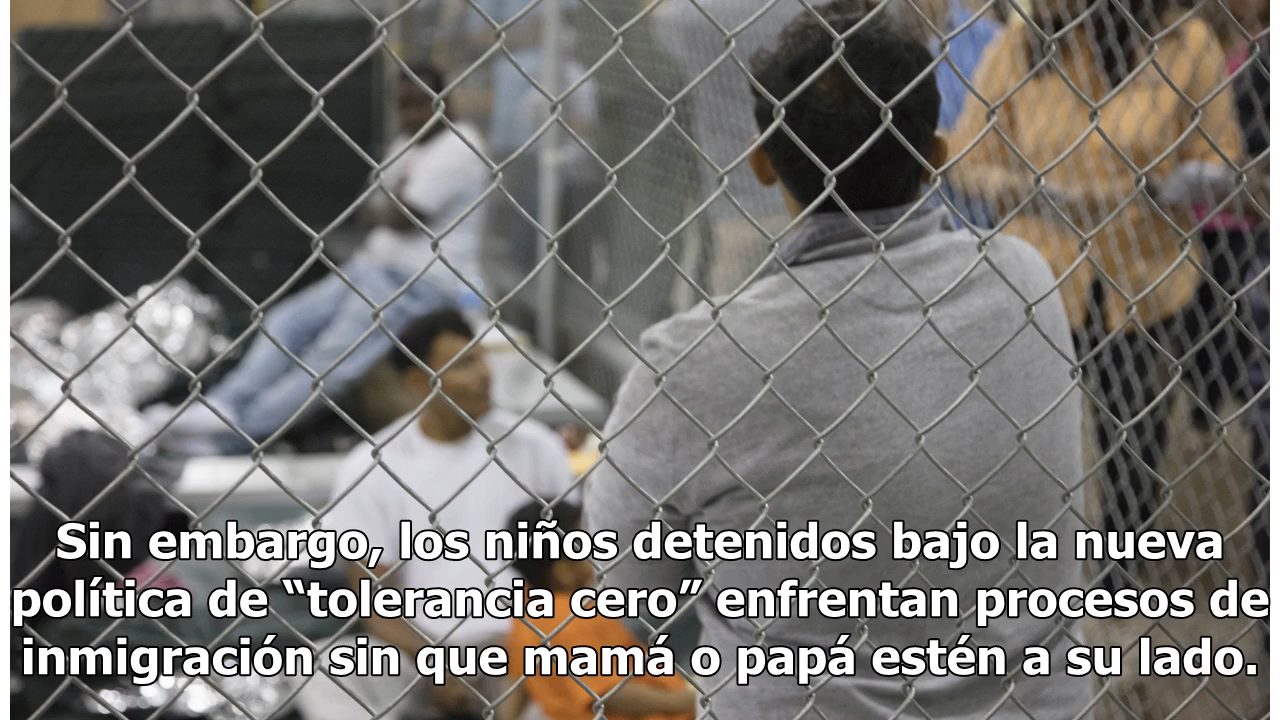 Sin embargo, los niños detenidos bajo la nueva
política de “tolerancia cero” enfrentan procesos de
inmigración sin que mamá o papá estén a su lado.